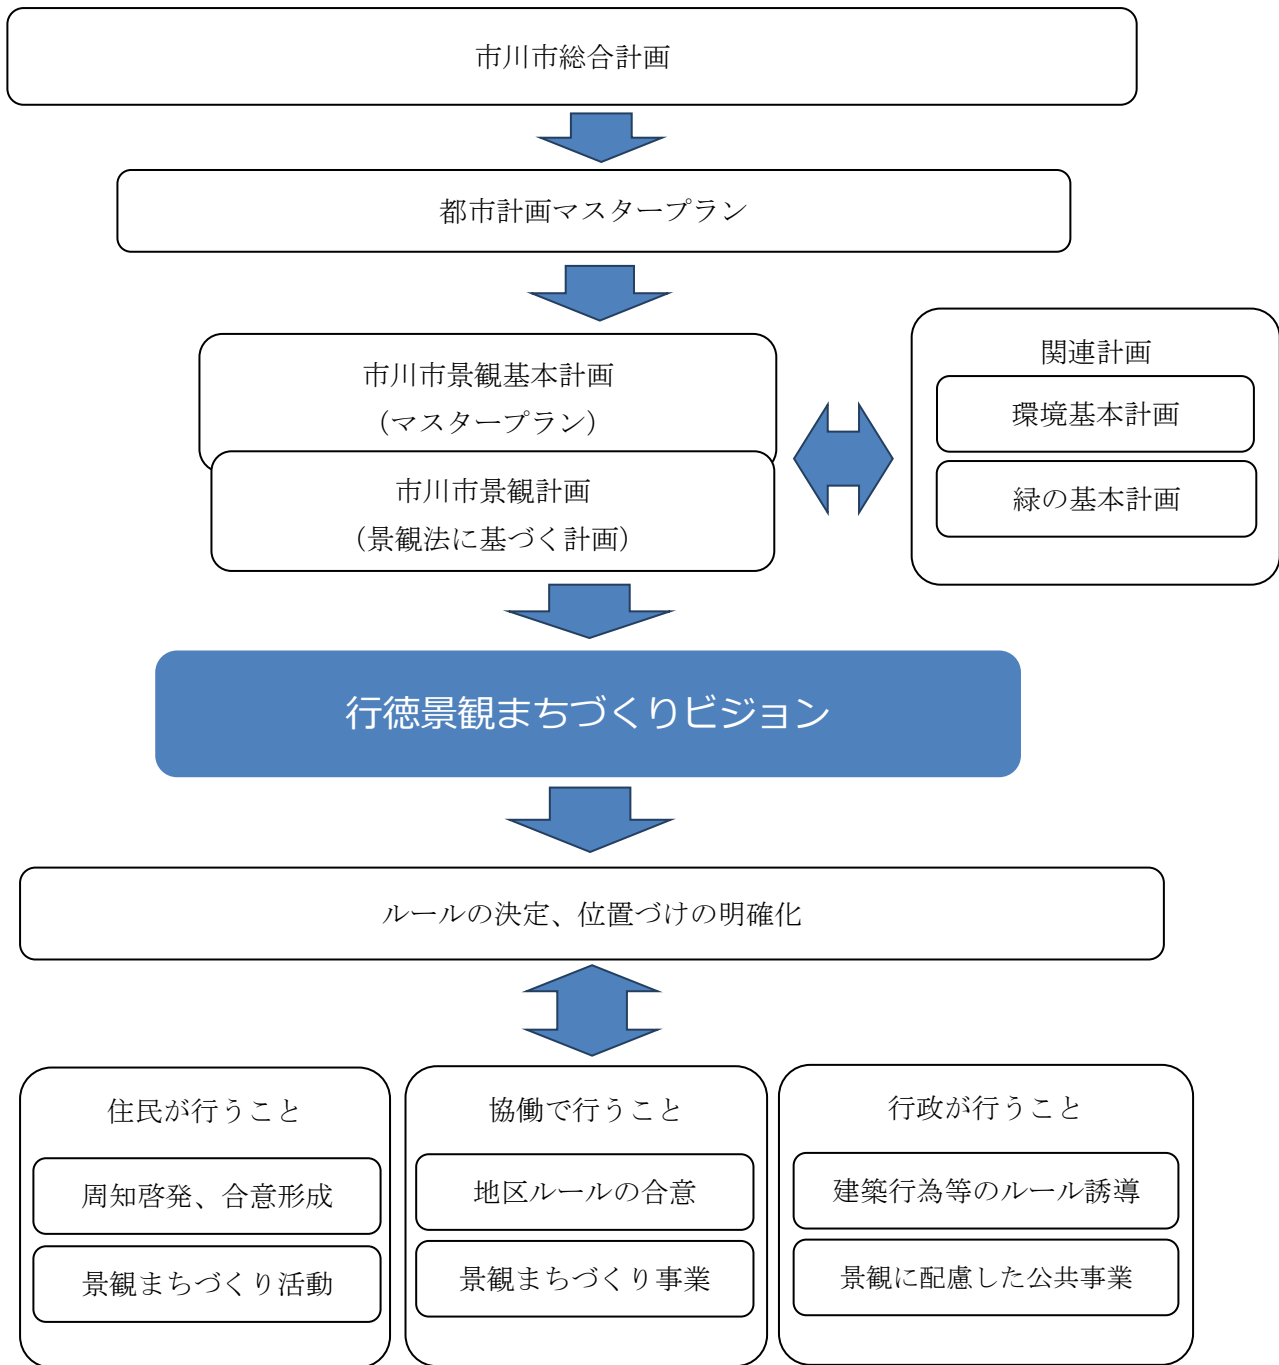 市川市総合計画
都市計画マスタープラン
市川市景観基本計画
（マスタープラン）
市川市景観計画
（景観法に基づく計画）
関連計画
環境基本計画
緑の基本計画
行徳景観まちづくりビジョン
ルールの決定、位置づけの明確化
住民が行うこと
周知啓発、合意形成
景観まちづくり活動
協働で行うこと
地区ルールの合意
景観まちづくり事業
行政が行うこと
建築行為等のルール誘導
景観に配慮した公共事業